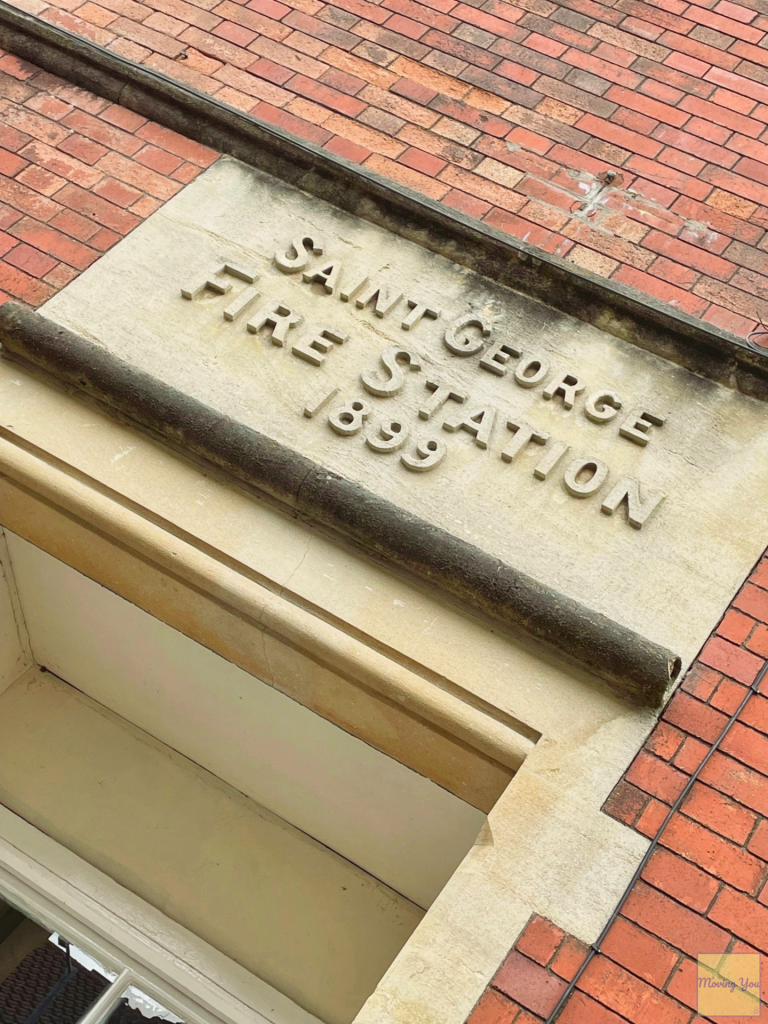 SAINT GEORGE
FIRE STATION
1899
Moving You